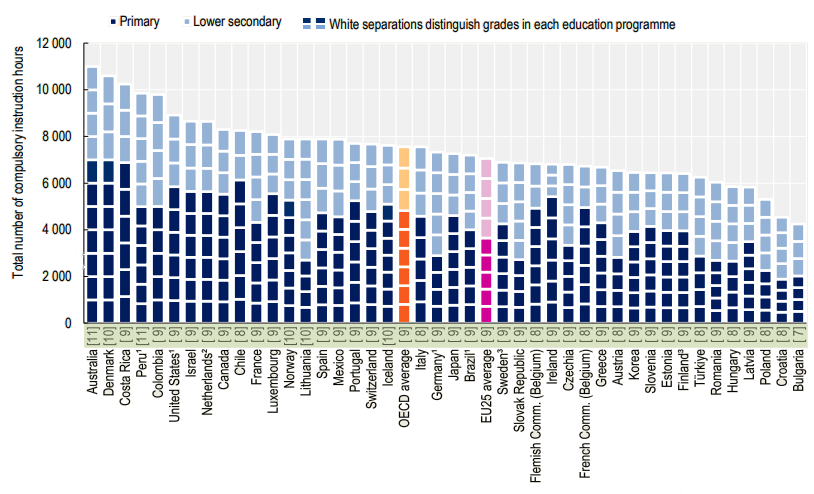 Primary
Lower secondary
White separations distinguish grades in each education programme
Total number of compulsory instruction hours
12 000
10 000
8 000
6 000
4 000
2 000
0
Australia [11]
Denmark [10]
Costa Rica [ 9]
Peru¹ [11]
Colombia [ 9]
United States¹ [ 9]
Israel [ 9]
Netherlands² [ 9]
Canada [ 9]
Chile [ 8]
France [ 9]
Luxembourg [ 9]
Norway [10]
Lithuania [10]
Spain [ 9]
Mexico [ 9]
Portugal [ 9]
Switzerland [ 9]
Iceland [10]
OECD average [ 9]
Italy [ 8]
Germany¹ [ 9]
Japan [ 9]
Brazil¹ [ 9]
EU25 average [ 9]
Sweden³ [ 9]
Slovak Republic [ 9]
Flemish Comm. (Belgium) [ 8]
Ireland [ 9]
Czechia [ 9]
French Comm. (Belgium) [ 8]
Greece [ 9]
Austria [ 8]
Korea [ 9]
Slovenia [ 9]
Estonia [ 9]
Finland³ [ 9]
Türkiye [ 8]
Romania [ 9]
Hungary [ 8]
Latvia [ 9]
Poland [ 8]
Croatia [ 8]
Bulgaria [ 7]